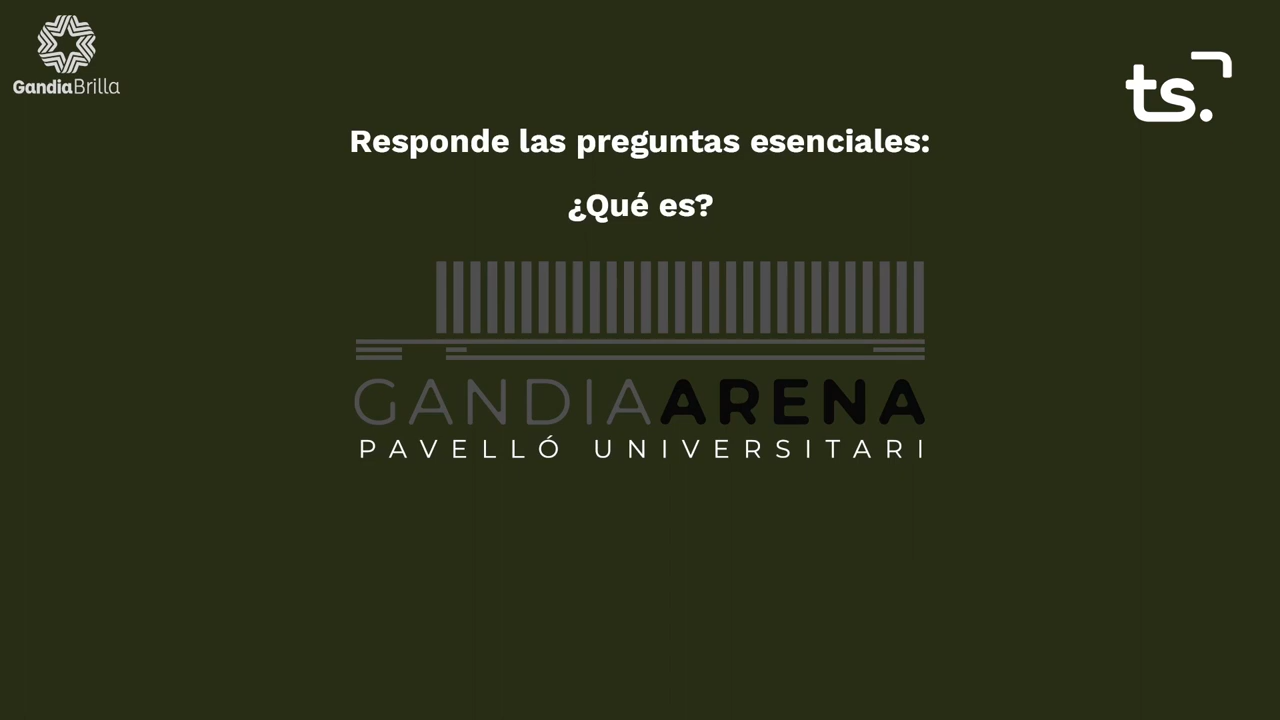 GandiaBrilla
ts.
Responde las preguntas esenciales:
¿Qué es?
GANDIAARENA
PAVELLÓ UNIVERSITARI